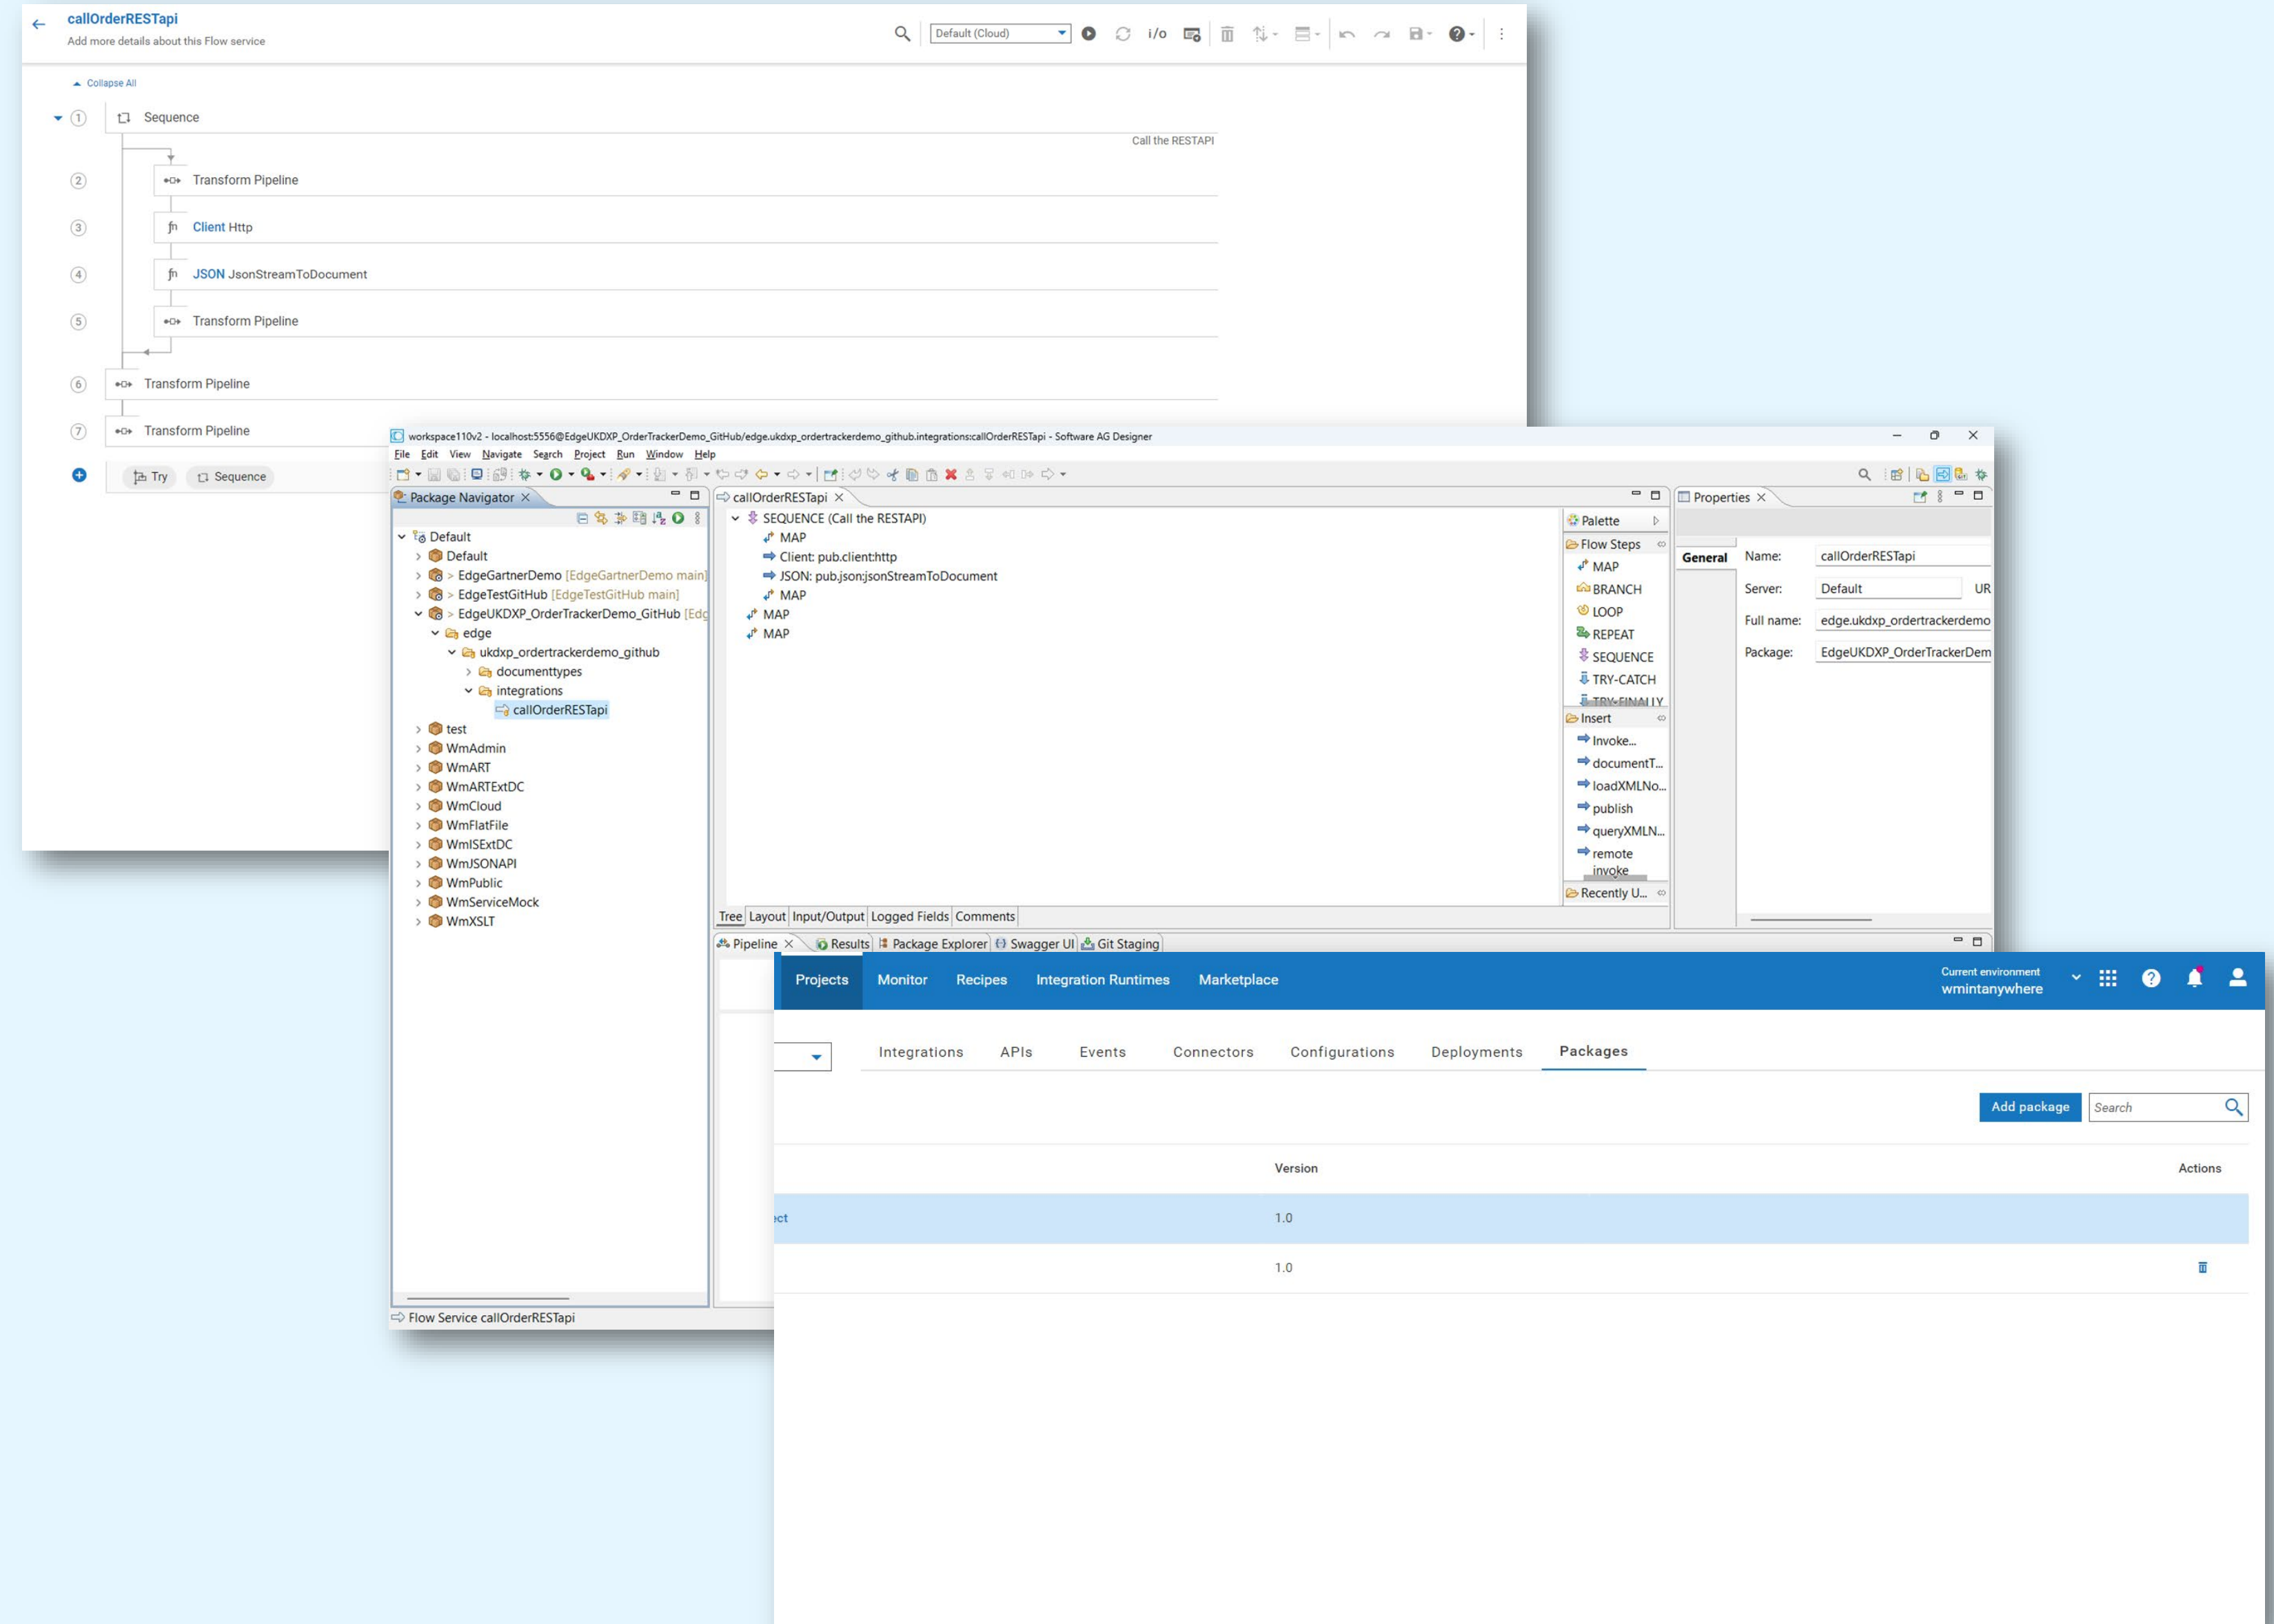 callOrderRESTapi
Add more details about this Flow service
Default (Cloud)
i/o
Collapse All
1 Sequence
Call the RESTAPI
2 Transform Pipeline
3 fn Client Http
4 fn JSON JsonStreamToDocument
5 Transform Pipeline
6 Transform Pipeline
7 Transform Pipeline
Try Sequence
workspace110v2 - localhost:5556@EdgeUKDXP_OrderTrackerDemo_GitHub/edge.ukdxp_ordertrackerdemo_github.integrations:callOrderRESTapi - Software AG Designer
File Edit View Navigate Search Project Run Window Help
Package Navigator
Default
Default
> EdgeGartnerDemo [EdgeGartnerDemo main]
> EdgeTestGitHub [EdgeTestGitHub main]
> EdgeUKDXP_OrderTrackerDemo_GitHub [Edg
edge
ukdxp_ordertrackerdemo_github
documenttypes
integrations
callOrderRESTapi
test
WmAdmin
WmART
WmARTExtDC
WmCloud
WmFlatFile
WmISExtDC
WmJSONAPI
WmPublic
WmServiceMock
WmXSLT
Flow Service callOrderRESTapi
callOrderRESTapi
SEQUENCE (Call the RESTAPI)
MAP
Client: pub.client:http
JSON: pub.json:jsonStreamToDocument
MAP
MAP
MAP
Tree Layout Input/Output Logged Fields Comments
Palette
Flow Steps
MAP
BRANCH
LOOP
REPEAT
SEQUENCE
TRY-CATCH
TRY-FINALLY
Insert
Invoke...
documentT...
loadXMLNo...
publish
queryXMLN...
remote
invoke
Recently U...
Properties
General
Name: callOrderRESTapi
Server: Default UR
Full name: edge.ukdxp_ordertrackerdemo
Package: EdgeUKDXP_OrderTrackerDem
Pipeline Results Package Explorer Swagger UI Git Staging
Projects Monitor Recipes Integration Runtimes Marketplace
Current environment
wmintanywhere
Integrations APIs Events Connectors Configurations Deployments Packages
Add package Search
Version Actions
ect 1.0
1.0